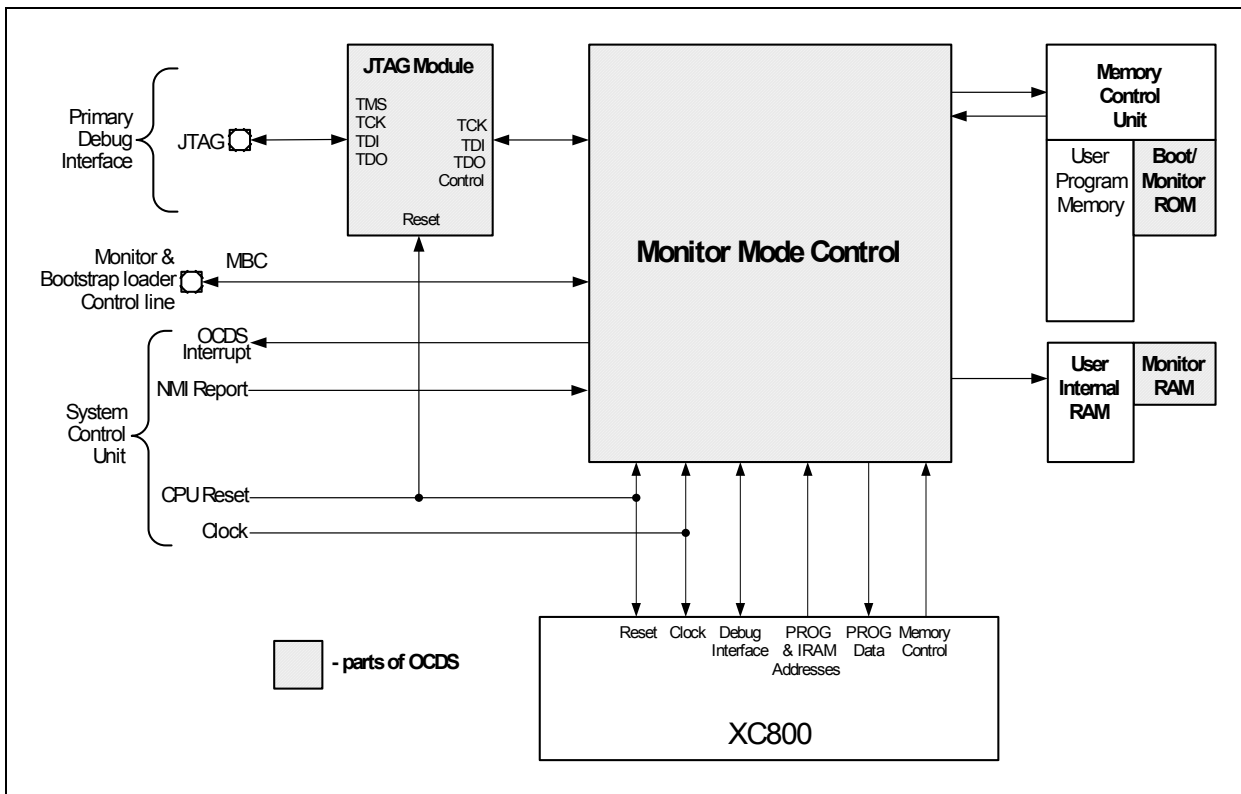 JTAG Module
TMS
TCK
TDI
TDO
TCK
TDI
TDO
Control
Reset
Primary
Debug
Interface
JTAG
Monitor &
Bootstrap loader
Control line
MBC
OCDS
Interrupt
NMI Report
System
Control
Unit
CPU Reset
Clock
Monitor Mode Control
Memory
Control
Unit
User
Program
Memory
Boot/
Monitor
ROM
User
Internal
RAM
Monitor
RAM
- parts of OCDS
Reset
Clock
Debug
Interface
PROG
& IRAM
Addresses
PROG
Data
Memory
Control
XC800